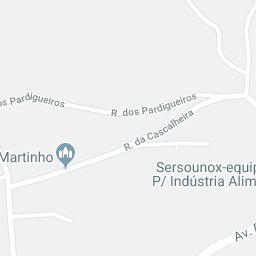 os Pardigueiros
R. dos Pardigueiros
R. da Cascalheira
Martinho
Sersounox-equip
P/ Indústria Alim
Av.